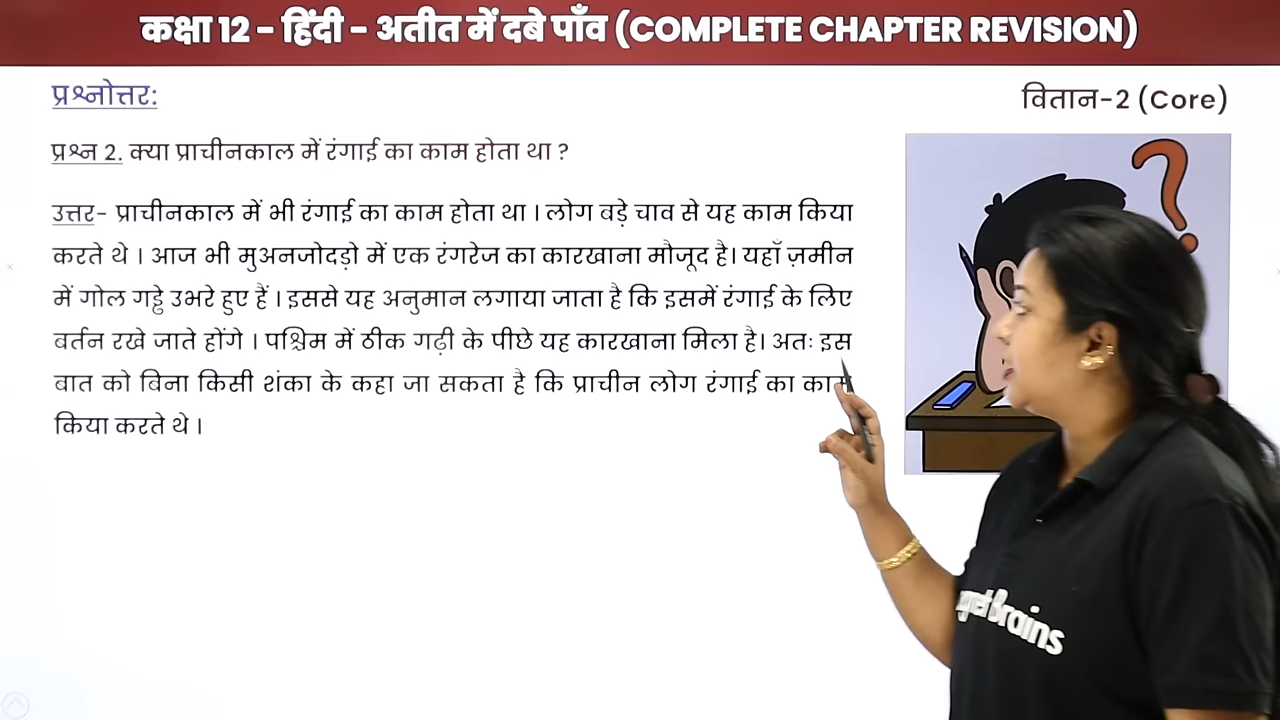 कक्षा 12 - हिंदी - अतीत में दबे पाँव (COMPLETE CHAPTER REVISION)
प्रश्नोत्तर:
वितान-2 (Core)
प्रश्न 2. क्या प्राचीनकाल में रंगाई का काम होता था ?
उत्तर- प्राचीनकाल में भी रंगाई का काम होता था । लोग बड़े चाव से यह काम किया
करते थे । आज भी मुअनजोदड़ो में एक रंगरेज का कारखाना मौजूद है। यहाँ ज़मीन
में गोल गड्ढे उभरे हुए हैं । इससे यह अनुमान लगाया जाता है कि इसमें रंगाई के लिए
बर्तन रखे जाते होंगे । पश्चिम में ठीक गढ़ी के पीछे यह कारखाना मिला है। अतः इस
बात को बिना किसी शंका के कहा जा सकता है कि प्राचीन लोग रंगाई का काम
किया करते थे ।
?
Brains